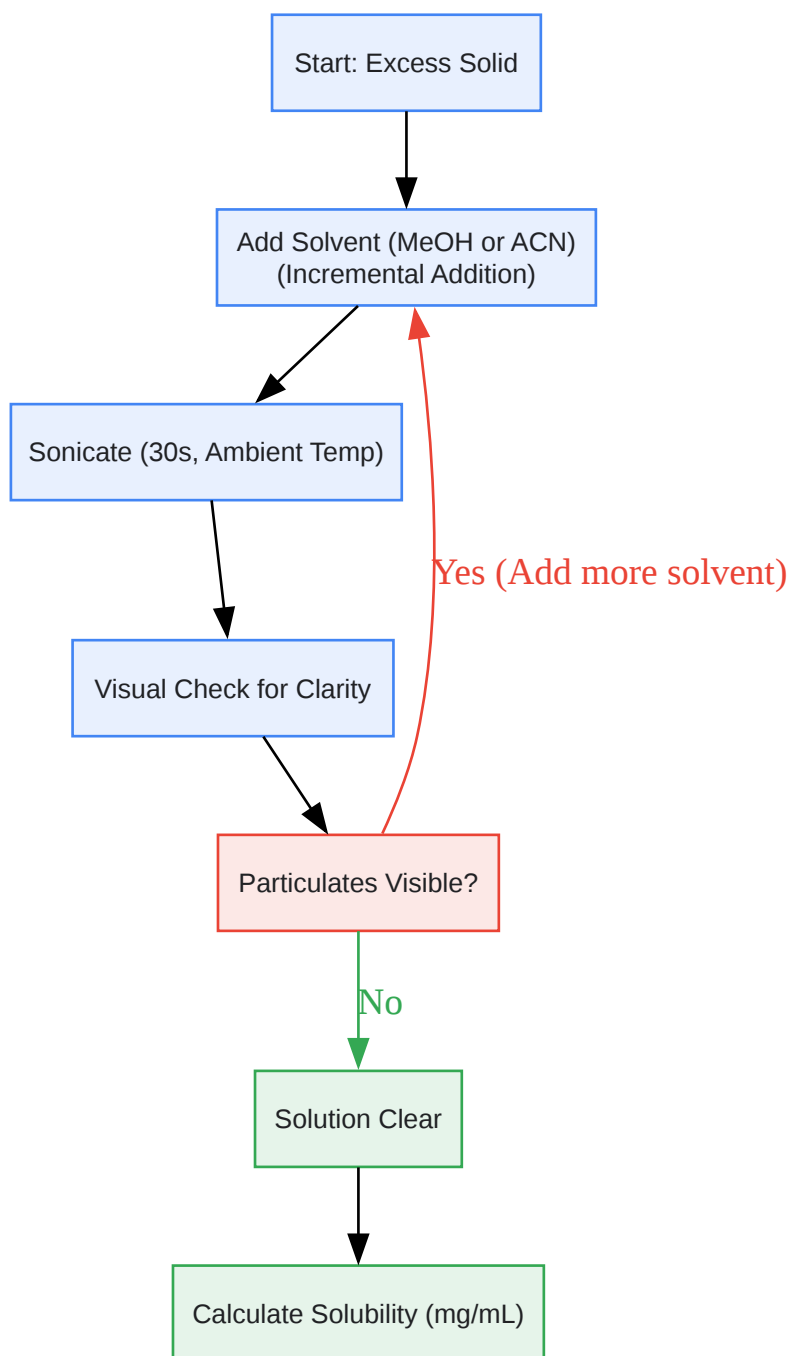 Start: Excess Solid
Add Solvent (MeOH or ACN)
(Incremental Addition)
Sonicate (30s, Ambient Temp)
Yes (Add more solvent)
Visual Check for Clarity
Particulates Visible?
No
Solution Clear
Calculate Solubility (mg/mL)